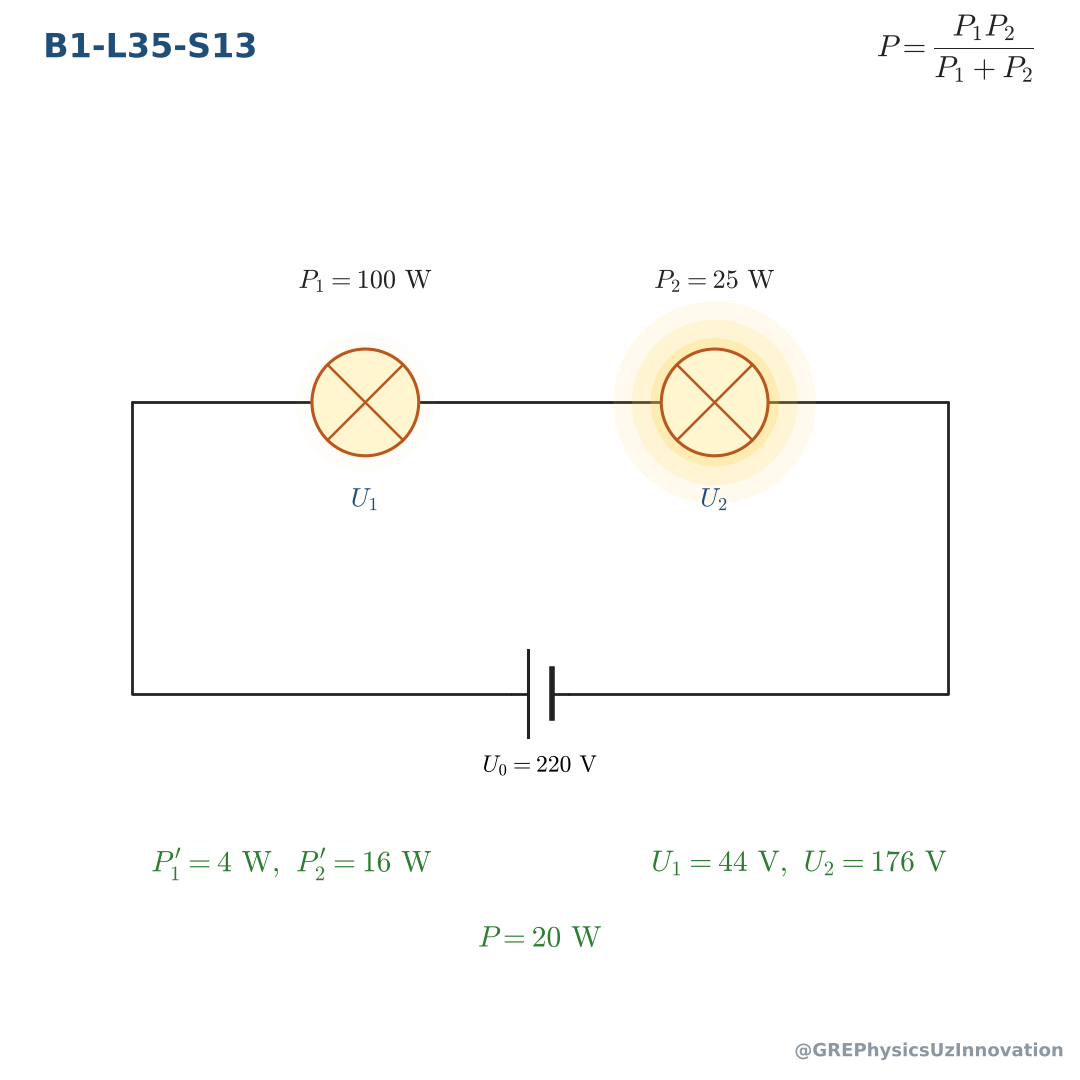 B1-L35-S13
P = P₁P₂ / (P₁ + P₂)
P₁ = 100 W
P₂ = 25 W
U₁
U₂
U₀ = 220 V
P₁′ = 4 W, P₂′ = 16 W
U₁ = 44 V, U₂ = 176 V
P = 20 W
@GREPhysicsUzInnovation